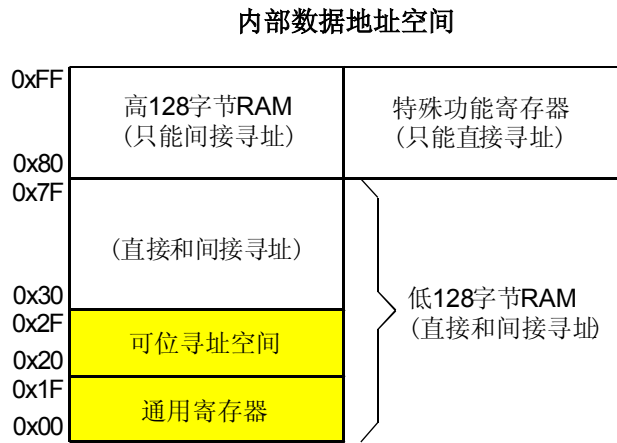 内部数据地址空间
0xFF
高128字节RAM
(只能间接寻址)
特殊功能寄存器
(只能直接寻址)
0x80
0x7F
(直接和间接寻址)
0x30
低128字节RAM
(直接和间接寻址)
0x2F
可位寻址空间
0x20
0x1F
通用寄存器
0x00